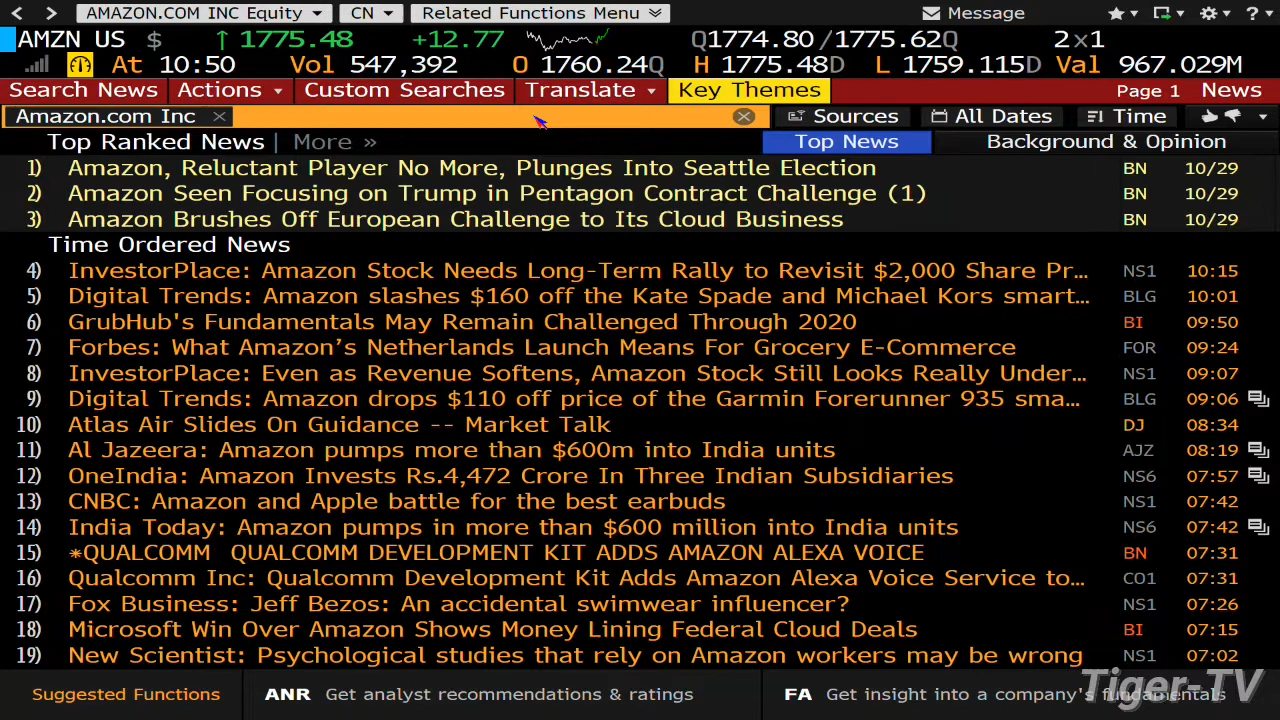 < > AMAZON.COM INC Equity CN Related Functions Menu Message ?
AMZN US $ ↑ 1775.48 +12.77 Q1774.80/1775.62Q 2×1
At 10:50 Vol 547,392 O 1760.24Q H 1775.48D L 1759.115D Val 967.029M
Search News Actions Custom Searches Translate Key Themes Page 1 News
Amazon.com Inc Sources All Dates Time
Top Ranked News | More » Top News Background & Opinion
1) Amazon, Reluctant Player No More, Plunges Into Seattle Election BN 10/29
2) Amazon Seen Focusing on Trump in Pentagon Contract Challenge (1) BN 10/29
3) Amazon Brushes Off European Challenge to Its Cloud Business BN 10/29
Time Ordered News
4) InvestorPlace: Amazon Stock Needs Long-Term Rally to Revisit $2,000 Share Pr... NS1 10:15
5) Digital Trends: Amazon slashes $160 off the Kate Spade and Michael Kors smart... BLG 10:01
6) GrubHub's Fundamentals May Remain Challenged Through 2020 BI 09:50
7) Forbes: What Amazon’s Netherlands Launch Means For Grocery E-Commerce FOR 09:24
8) InvestorPlace: Even as Revenue Softens, Amazon Stock Still Looks Really Under... NS1 09:07
9) Digital Trends: Amazon drops $110 off price of the Garmin Forerunner 935 sma... BLG 09:06
10) Atlas Air Slides On Guidance -- Market Talk DJ 08:34
11) Al Jazeera: Amazon pumps more than $600m into India units AJZ 08:19
12) OneIndia: Amazon Invests Rs.4,472 Crore In Three Indian Subsidiaries NS6 07:57
13) CNBC: Amazon and Apple battle for the best earbuds NS1 07:42
14) India Today: Amazon pumps in more than $600 million into India units NS6 07:42
15) *QUALCOMM QUALCOMM DEVELOPMENT KIT ADDS AMAZON ALEXA VOICE BN 07:31
16) Qualcomm Inc: Qualcomm Development Kit Adds Amazon Alexa Voice Service to... CO1 07:31
17) Fox Business: Jeff Bezos: An accidental swimwear influencer? NS1 07:26
18) Microsoft Win Over Amazon Shows Money Lining Federal Cloud Deals BI 07:15
19) New Scientist: Psychological studies that rely on Amazon workers may be wrong NS1 07:02
Suggested Functions ANR Get analyst recommendations & ratings FA Get insight into a company's fundamentals
Tiger-TV